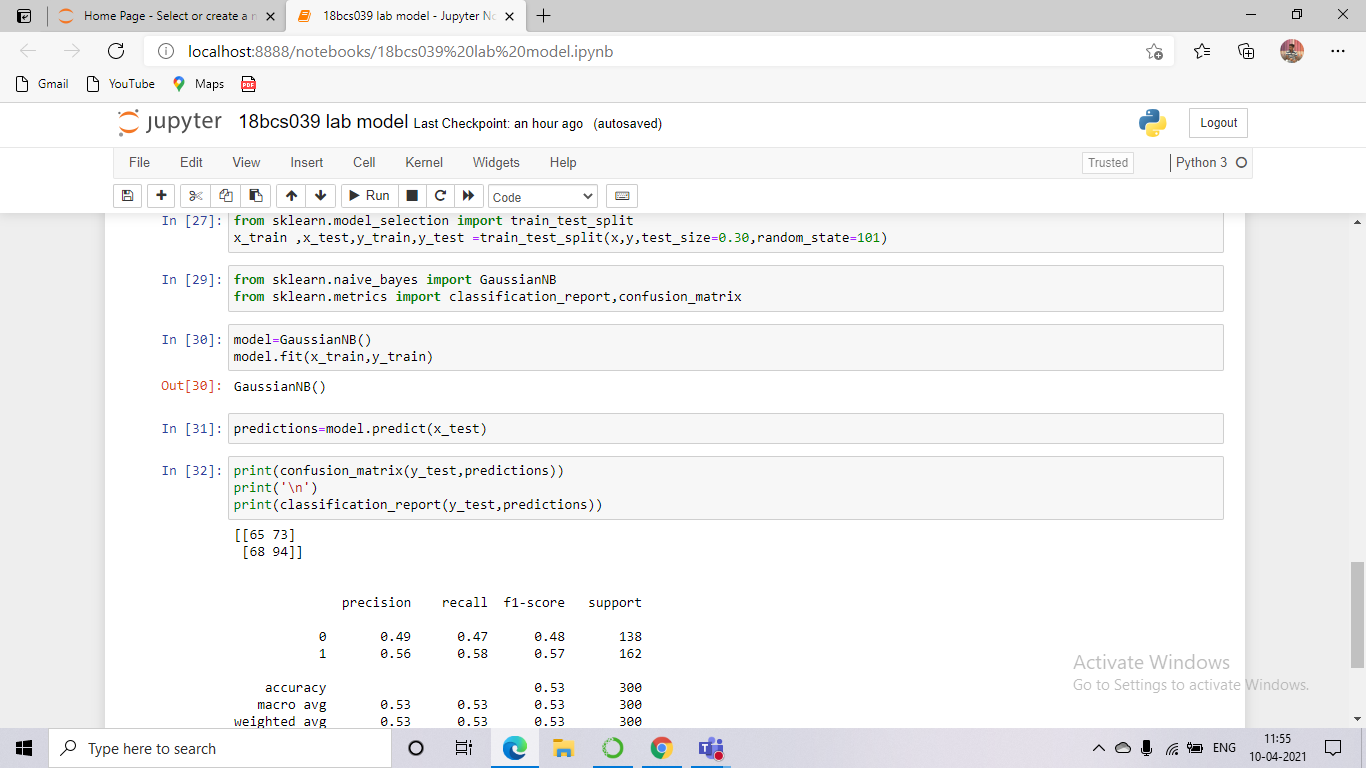 Home Page - Select or create a n
18bcs039 lab model - Jupyter No
localhost:8888/notebooks/18bcs039%20lab%20model.ipynb
Gmail
YouTube
Maps
PDF
jupyter 18bcs039 lab model Last Checkpoint: an hour ago (autosaved)
Logout
File Edit View Insert Cell Kernel Widgets Help
Trusted
Python 3
Run
Code
In [27]: from sklearn.model_selection import train_test_split
x_train ,x_test,y_train,y_test =train_test_split(x,y,test_size=0.30,random_state=101)
In [29]: from sklearn.naive_bayes import GaussianNB
from sklearn.metrics import classification_report,confusion_matrix
In [30]: model=GaussianNB()
model.fit(x_train,y_train)
Out[30]: GaussianNB()
In [31]: predictions=model.predict(x_test)
In [32]: print(confusion_matrix(y_test,predictions))
print('\n')
print(classification_report(y_test,predictions))
[[65 73]
[68 94]]
precision recall f1-score support
0 0.49 0.47 0.48 138
1 0.56 0.58 0.57 162
accuracy 0.53 300
macro avg 0.53 0.53 0.53 300
weighted avg 0.53 0.53 0.53 300
Activate Windows
Go to Settings to activate Windows.
Type here to search
ENG
11:55
10-04-2021